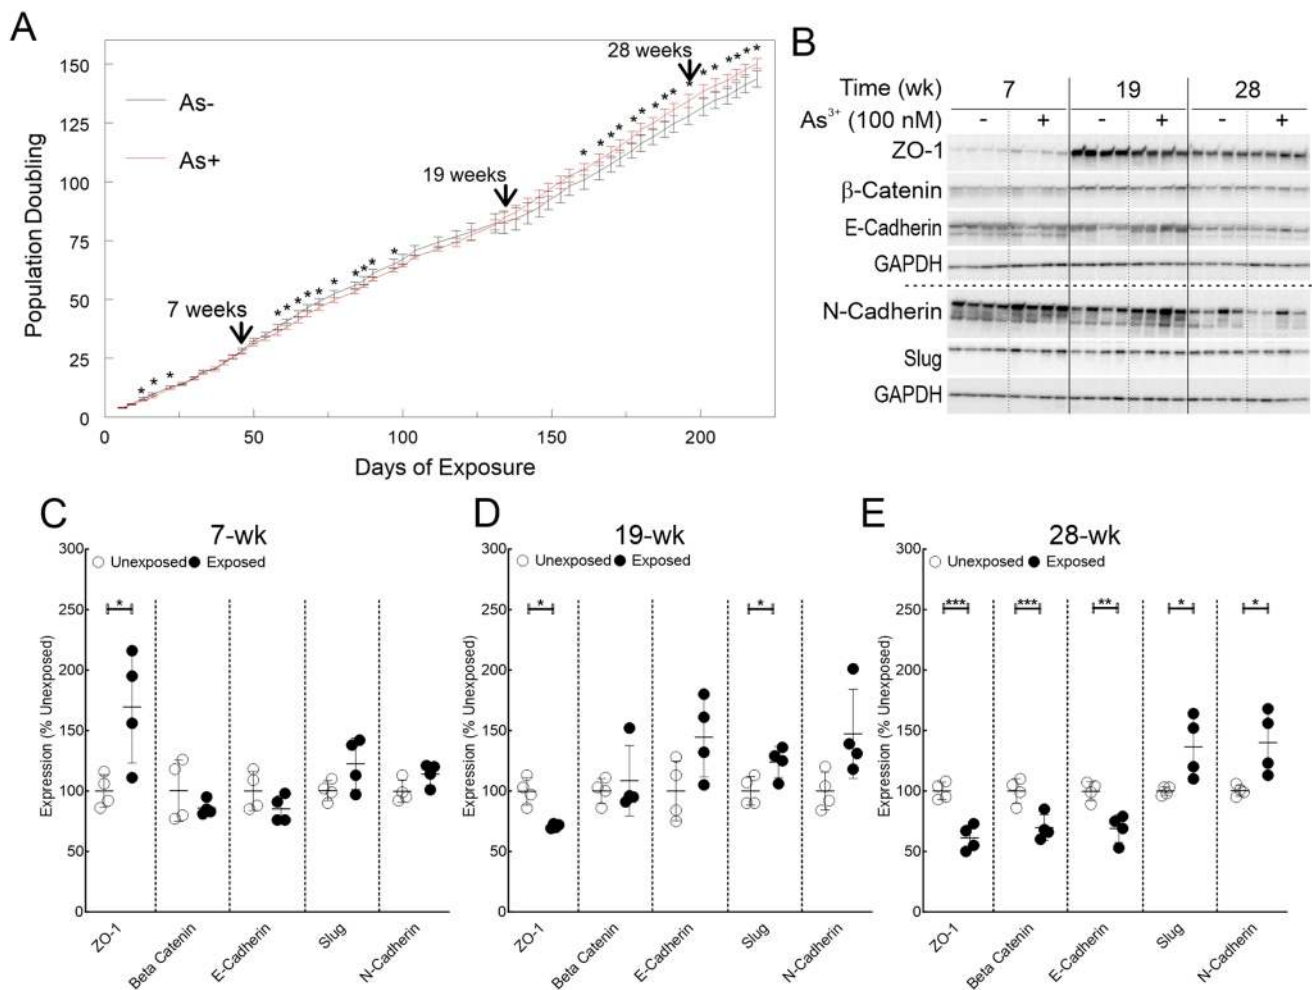 A
Population Doubling
150
125
100
75
50
25
0
As-
As+
7 weeks
19 weeks
28 weeks
* * * * * * * * * * * * * * * * * * * * * * * * * *
0 50 100 150 200
Days of Exposure
B
Time (wk) 7 19 28
As³⁺ (100 nM) - + - + - +
ZO-1
β-Catenin
E-Cadherin
GAPDH
N-Cadherin
Slug
GAPDH
C
7-wk
Unexposed Exposed
Expression (% Unexposed)
300
250
200
150
100
50
0
*
ZO-1
Beta Catenin
E-Cadherin
Slug
N-Cadherin
D
19-wk
Unexposed Exposed
Expression (% Unexposed)
300
250
200
150
100
50
0
* *
ZO-1
Beta Catenin
E-Cadherin
Slug
N-Cadherin
E
28-wk
Unexposed Exposed
Expression (% Unexposed)
300
250
200
150
100
50
0
*** *** ** * *
ZO-1
Beta Catenin
E-Cadherin
Slug
N-Cadherin